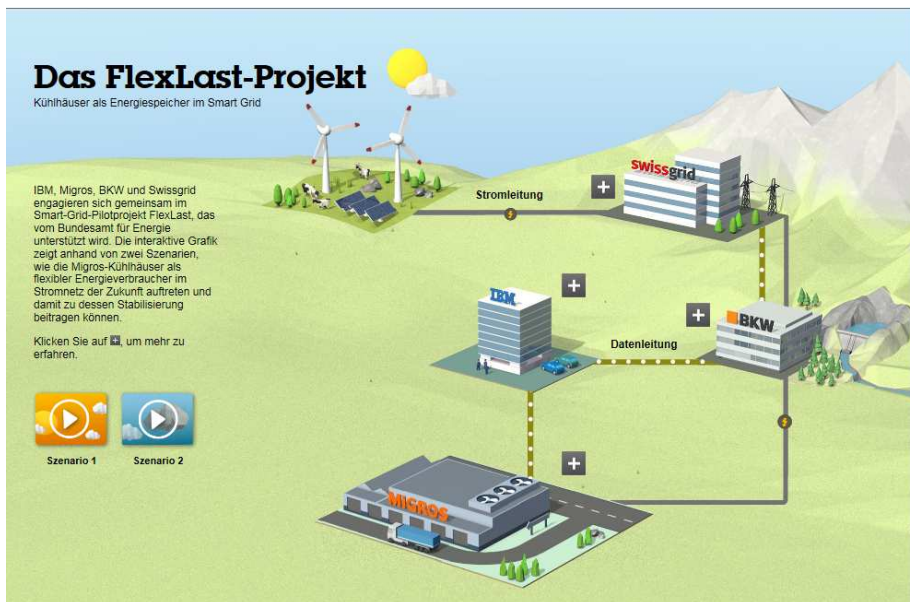 Das FlexLast-Projekt
Kühlhäuser als Energiespeicher im Smart Grid
IBM, Migros, BKW und Swissgrid
engagieren sich gemeinsam im
Smart-Grid-Pilotprojekt FlexLast, das
vom Bundesamt für Energie
unterstützt wird. Die interaktive Grafik
zeigt anhand von zwei Szenarien,
wie die Migros-Kühlhäuser als
flexibler Energieverbraucher im
Stromnetz der Zukunft auftreten und
damit zu dessen Stabilisierung
beitragen können.
Klicken Sie auf +, um mehr zu
erfahren.
Szenario 1
Szenario 2
Stromleitung
swissgrid
IBM
BKW
Datenleitung
MIGROS